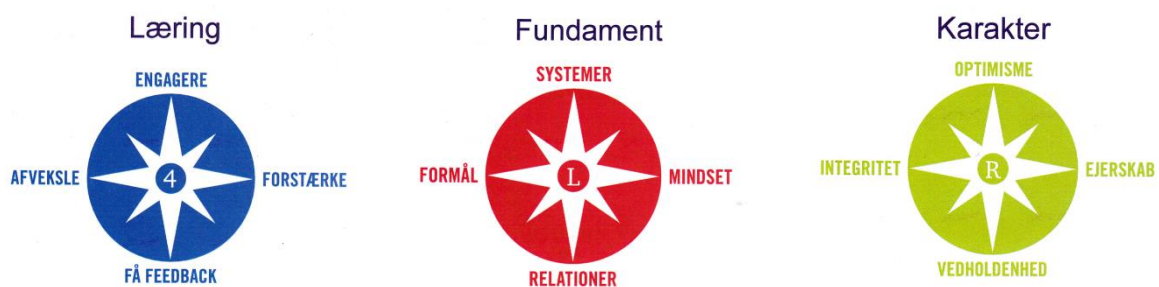 Læring
ENGAGERE
AFVEKSLE
4
FORSTÆRKE
FÅ FEEDBACK
Fundament
SYSTEMER
FORMÅL
L
MINDSET
RELATIONER
Karakter
OPTIMISME
INTEGRITET
R
EJERSKAB
VEDHOLDENHED